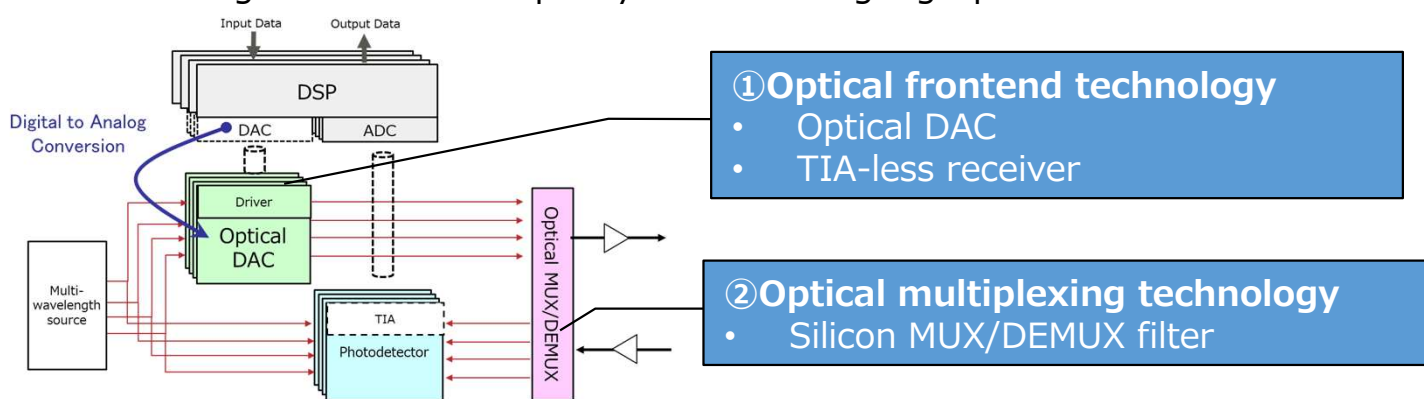 Input Data
Output Data
DSP
DAC
ADC
Digital to Analog
Conversion
Driver
Optical
DAC
Multi-
wavelength
source
TIA
Photodetector
Optical MUX/DEMUX
①Optical frontend technology
• Optical DAC
• TIA-less receiver
②Optical multiplexing technology
• Silicon MUX/DEMUX filter